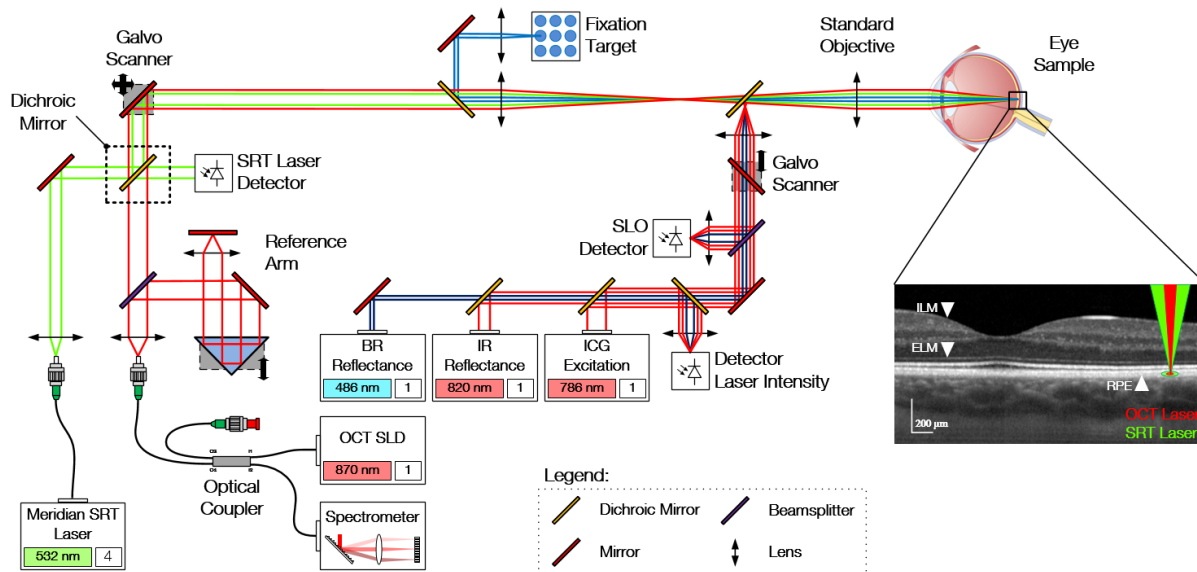 Galvo
Scanner
Dichroic
Mirror
SRT Laser
Detector
Reference
Arm
Fixation
Target
Standard
Objective
Eye
Sample
Galvo
Scanner
SLO
Detector
BR
Reflectance
486 nm
1
IR
Reflectance
820 nm
1
ICG
Excitation
786 nm
1
Detector
Laser Intensity
ILM
ELM
RPE
200 µm
OCT Laser
SRT Laser
OCT SLD
870 nm
1
Optical
Coupler
Spectrometer
Meridian SRT
Laser
532 nm
4
Legend:
Dichroic Mirror
Beamsplitter
Mirror
Lens